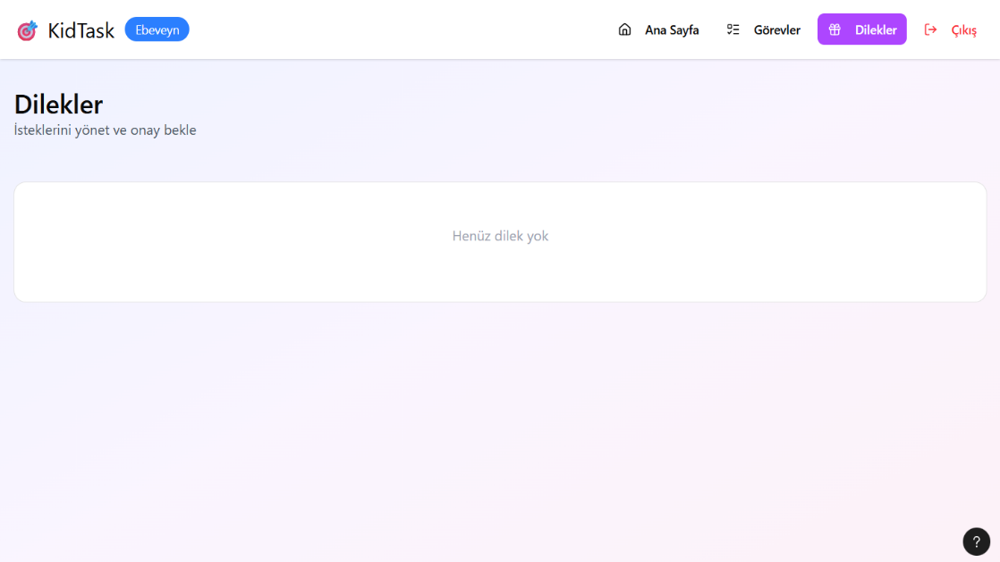 KidTask Ebeveyn Ana Sayfa Görevler Dilekler Çıkış
Dilekler
İsteklerini yönet ve onay bekle
Henüz dilek yok
?